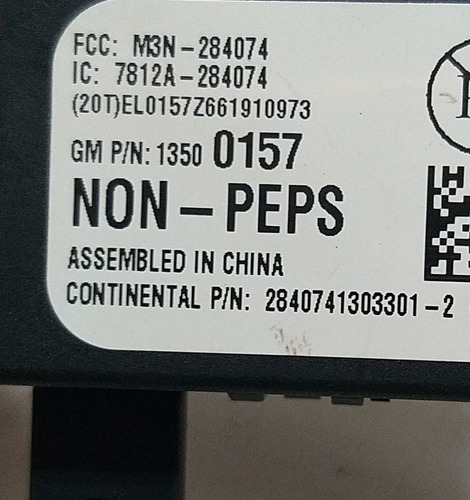 FCC: M3N-284074
IC: 7812A-284074
(20T)EL0157Z661910973
GM P/N: 1350 0157
NON-PEPS
ASSEMBLED IN CHINA
CONTINENTAL P/N: 2840741303301-2